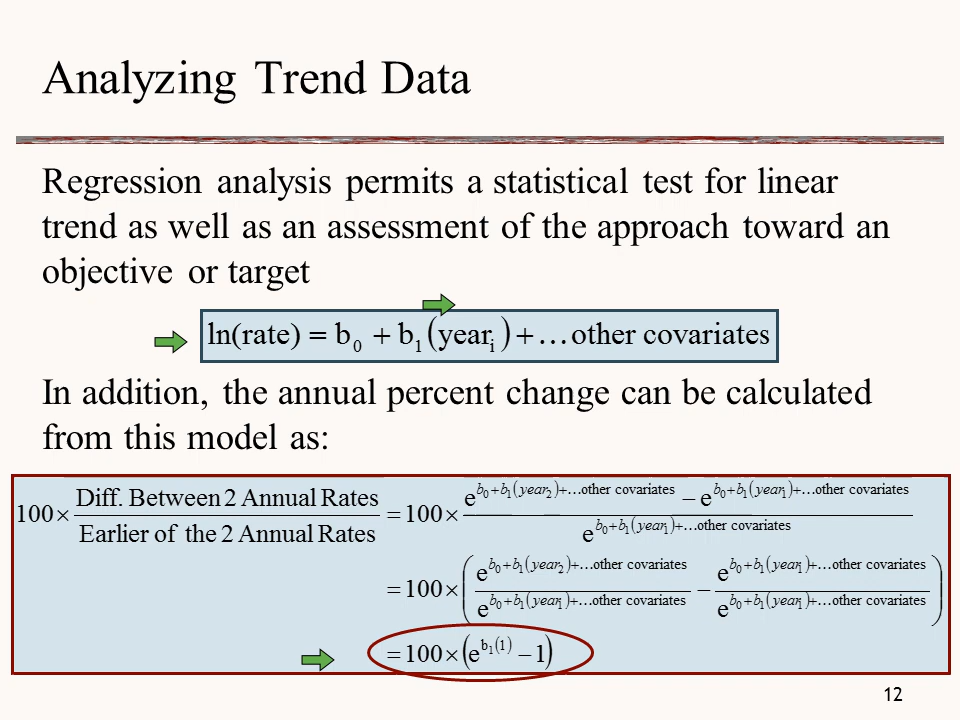 Analyzing Trend Data
Regression analysis permits a statistical test for linear
trend as well as an assessment of the approach toward an
objective or target
ln(rate) = b₀ + b₁(yearᵢ) + …other covariates
In addition, the annual percent change can be calculated
from this model as:
100 × (Diff. Between 2 Annual Rates)/(Earlier of the 2 Annual Rates) = 100 × (e^(b₀+b₁(year₂)+…other covariates) − e^(b₀+b₁(year₁)+…other covariates))/(e^(b₀+b₁(year₁)+…other covariates))
= 100 × (e^(b₀+b₁(year₂)+…other covariates)/e^(b₀+b₁(year₁)+…other covariates) − e^(b₀+b₁(year₁)+…other covariates)/e^(b₀+b₁(year₁)+…other covariates))
= 100 × (e^(b₁(1)) − 1)
12